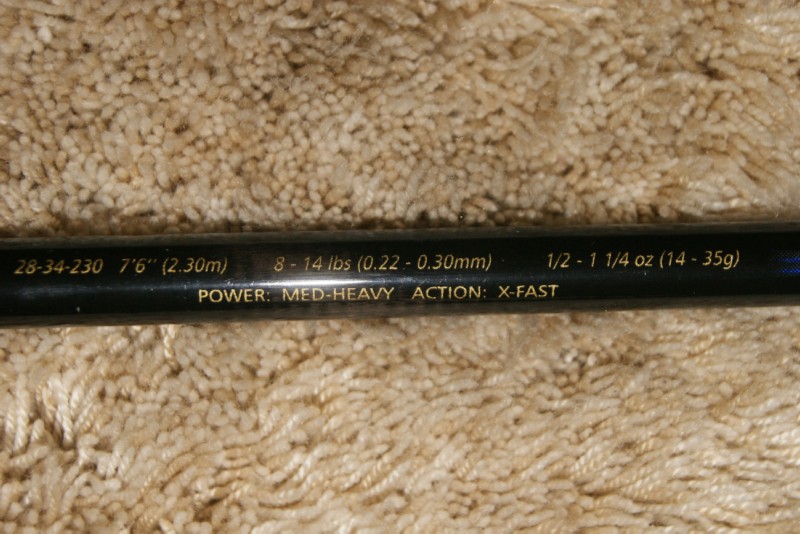 28-34-230 7'6'' (2.30m) 8 - 14 lbs (0.22 - 0.30mm) 1/2 - 1 1/4 oz (14 - 35g)
POWER: MED-HEAVY ACTION: X-FAST